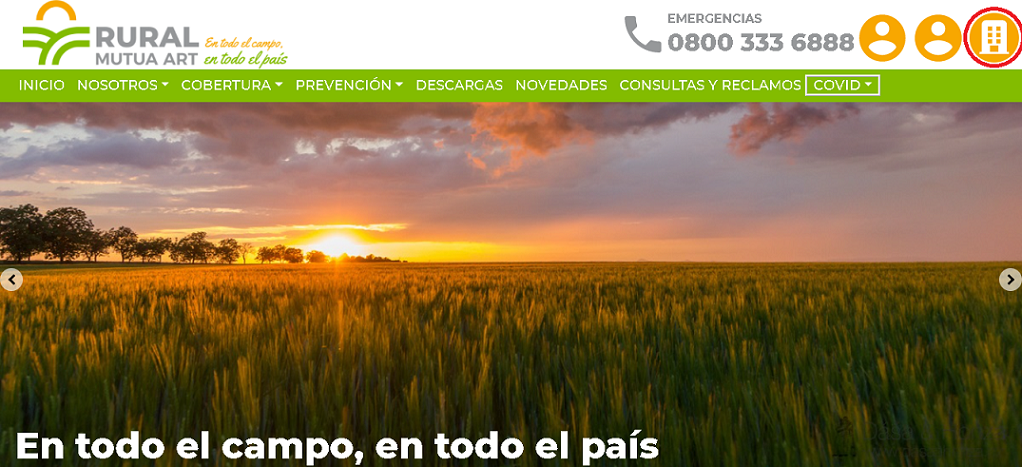 RURAL
MUTUA ART
En todo el campo,
en todo el país
EMERGENCIAS
0800 333 6888
INICIO NOSOTROS COBERTURA PREVENCIÓN DESCARGAS NOVEDADES CONSULTAS Y RECLAMOS COVID
En todo el campo, en todo el país